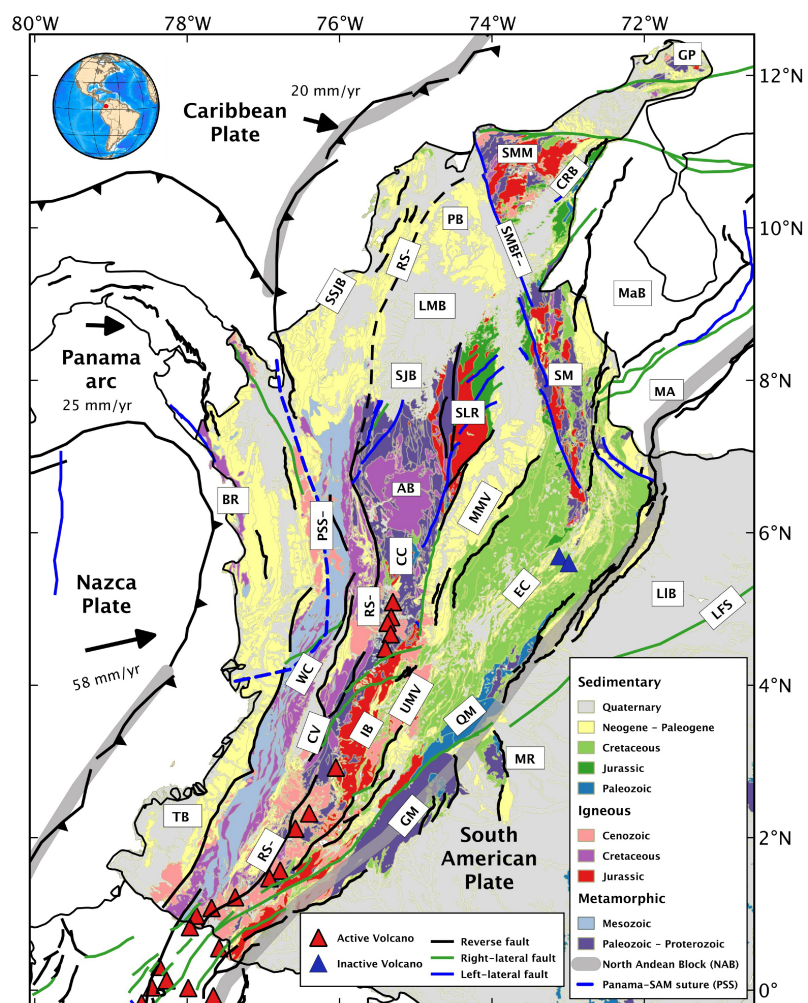 80°W 78°W 76°W 74°W 72°W
GP
12°N
20 mm/yr
Caribbean
Plate
SMM
CRB
PB
10°N
RS-
SMBF-
SSJB
MaB
LMB
Panama
arc
25 mm/yr
SJB
SM
8°N
MA
SLR
BR
AB
MMV
PSS-
6°N
CC
EC
Nazca
Plate
RS-
LlB
LFS
58 mm/yr
WC
4°N
UMV
QM
CV
IB
MR
TB
GM
2°N
RS-
South
American
Plate
0°
Sedimentary
Quaternary
Neogene - Paleogene
Cretaceous
Jurassic
Paleozoic
Igneous
Cenozoic
Cretaceous
Jurassic
Metamorphic
Mesozoic
Paleozoic - Proterozoic
North Andean Block (NAB)
Panama-SAM suture (PSS)
Active Volcano
Inactive Volcano
Reverse fault
Right-lateral fault
Left-lateral fault